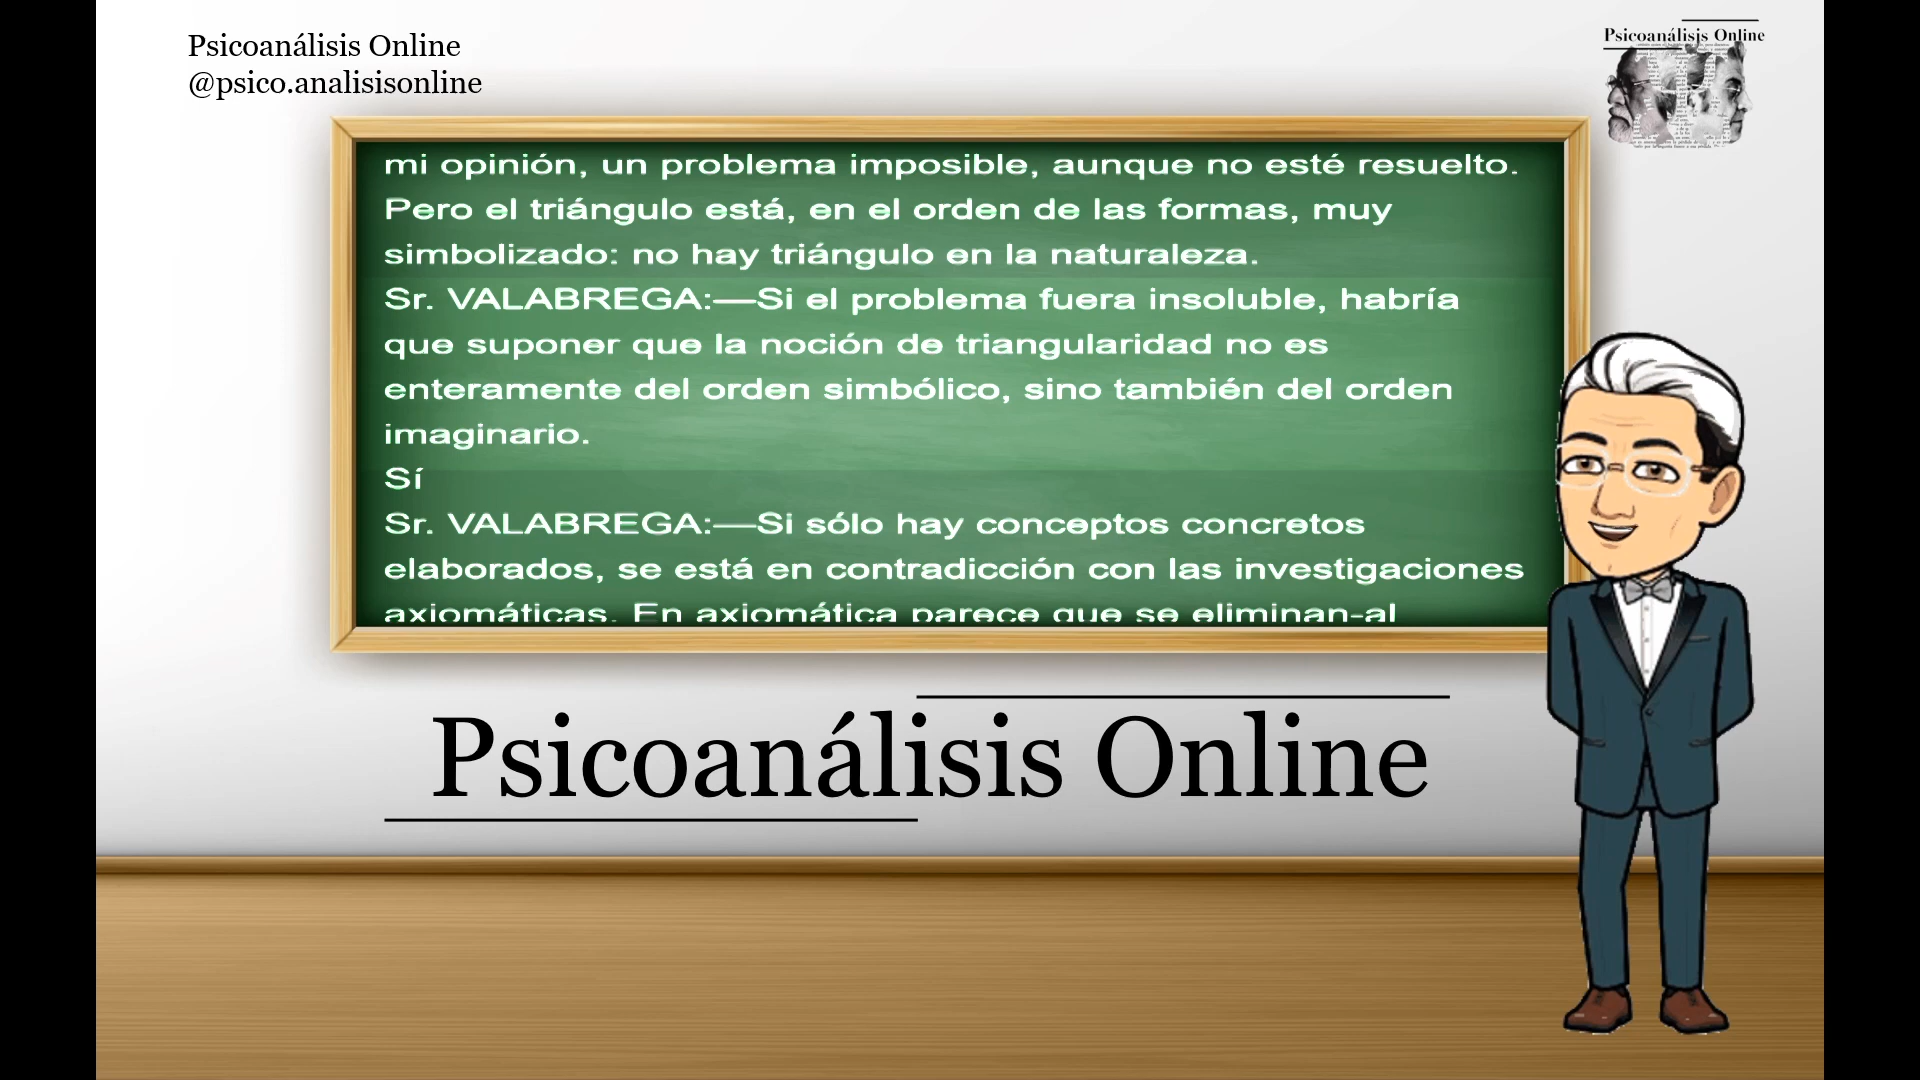 Psicoanálisis Online
@psico.analisisonline
Psicoanálisis Online
mi opinión, un problema imposible, aunque no esté resuelto.
Pero el triángulo está, en el orden de las formas, muy
simbolizado: no hay triángulo en la naturaleza.
Sr. VALABREGA:—Si el problema fuera insoluble, habría
que suponer que la noción de triangularidad no es
enteramente del orden simbólico, sino también del orden
imaginario.
Sí
Sr. VALABREGA:—Si sólo hay conceptos concretos
elaborados, se está en contradicción con las investigaciones
axiomáticas. En axiomática parece que se eliminan-al
Psicoanálisis Online